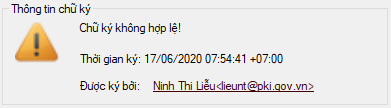 Thông tin chữ ký
Chữ ký không hợp lệ!
Thời gian ký: 17/06/2020 07:54:41 +07:00
Được ký bởi: Ninh Thi Liễu<lieunt@pki.gov.vn>